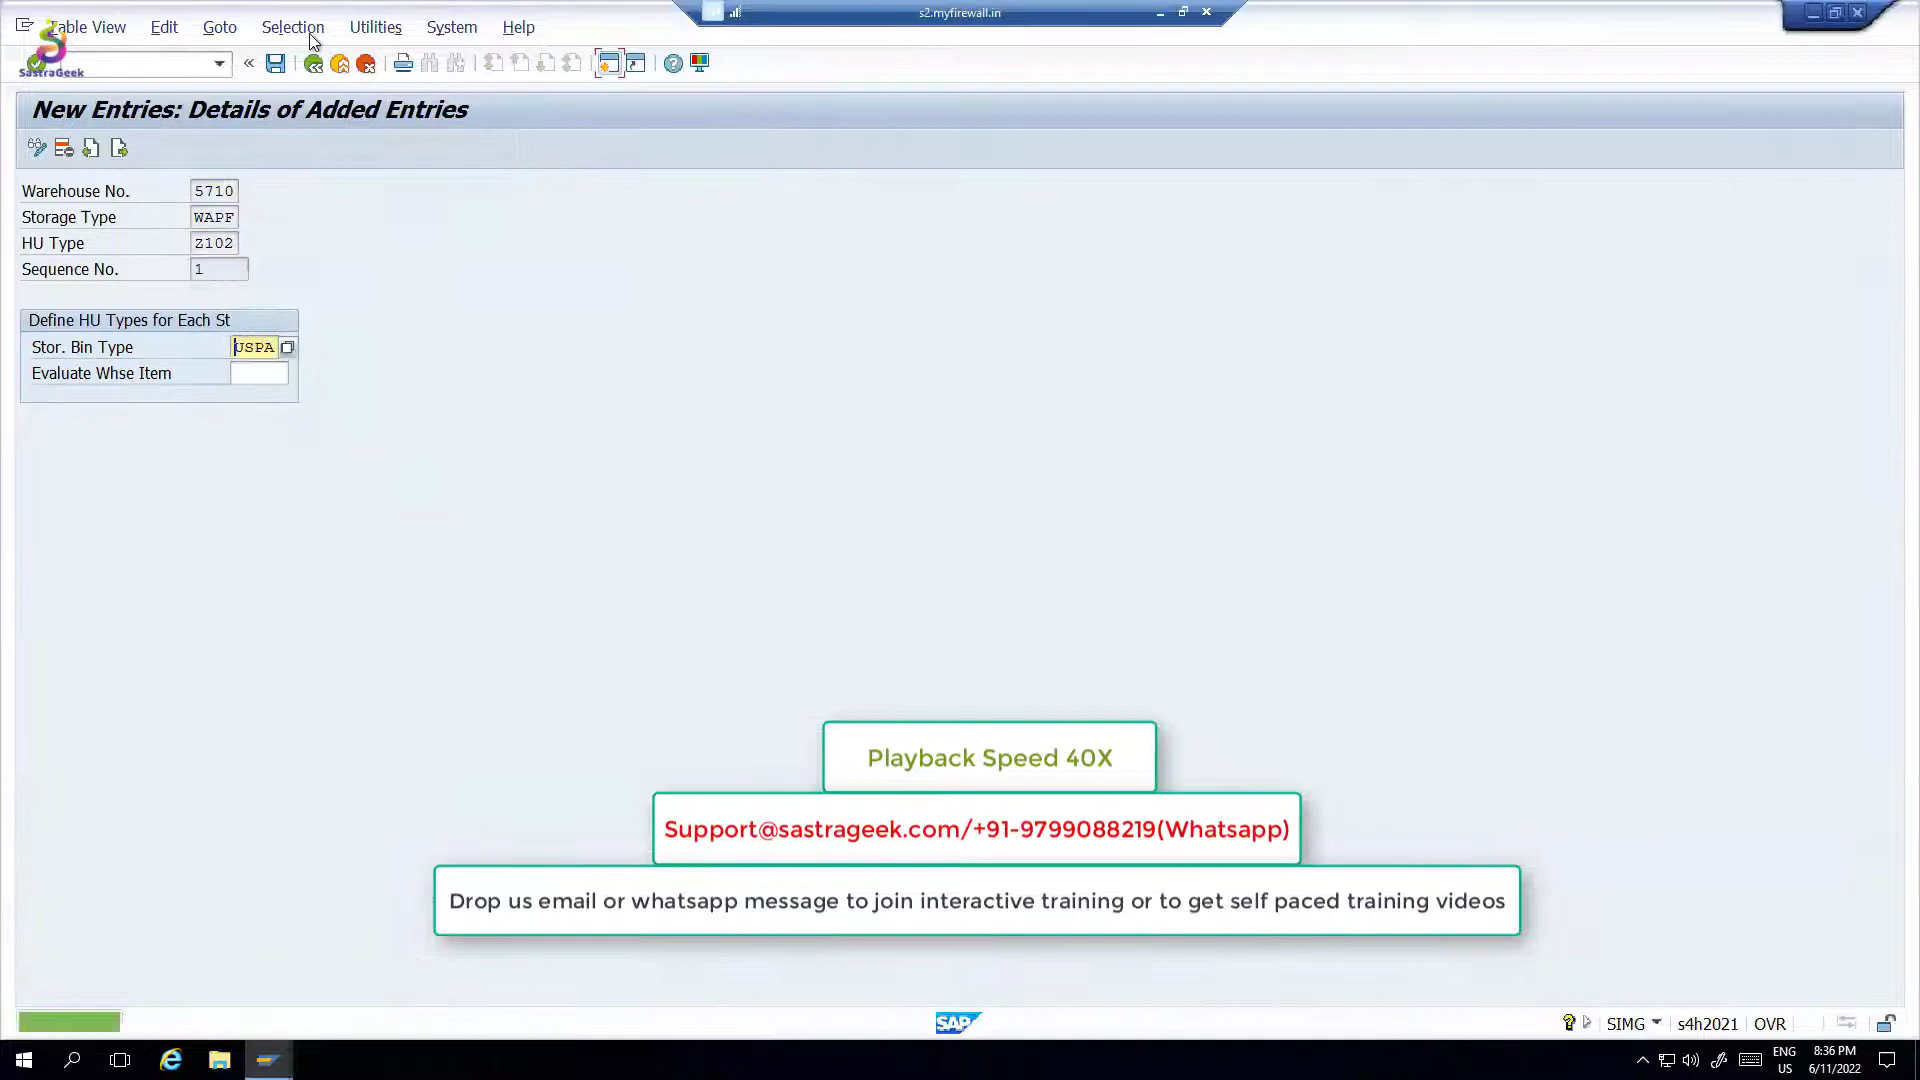 s2.myfirewall.in
Table View Edit Goto Selection Utilities System Help
SastraGeek
New Entries: Details of Added Entries
Warehouse No. 5710
Storage Type WAPF
HU Type Z102
Sequence No. 1
Define HU Types for Each St
Stor. Bin Type USPA
Evaluate Whse Item
Playback Speed 40X
Support@sastrageek.com/+91-9799088219(Whatsapp)
Drop us email or whatsapp message to join interactive training or to get self paced training videos
SAP SIMG s4h2021 OVR
ENG 8:36 PM
US 6/11/2022